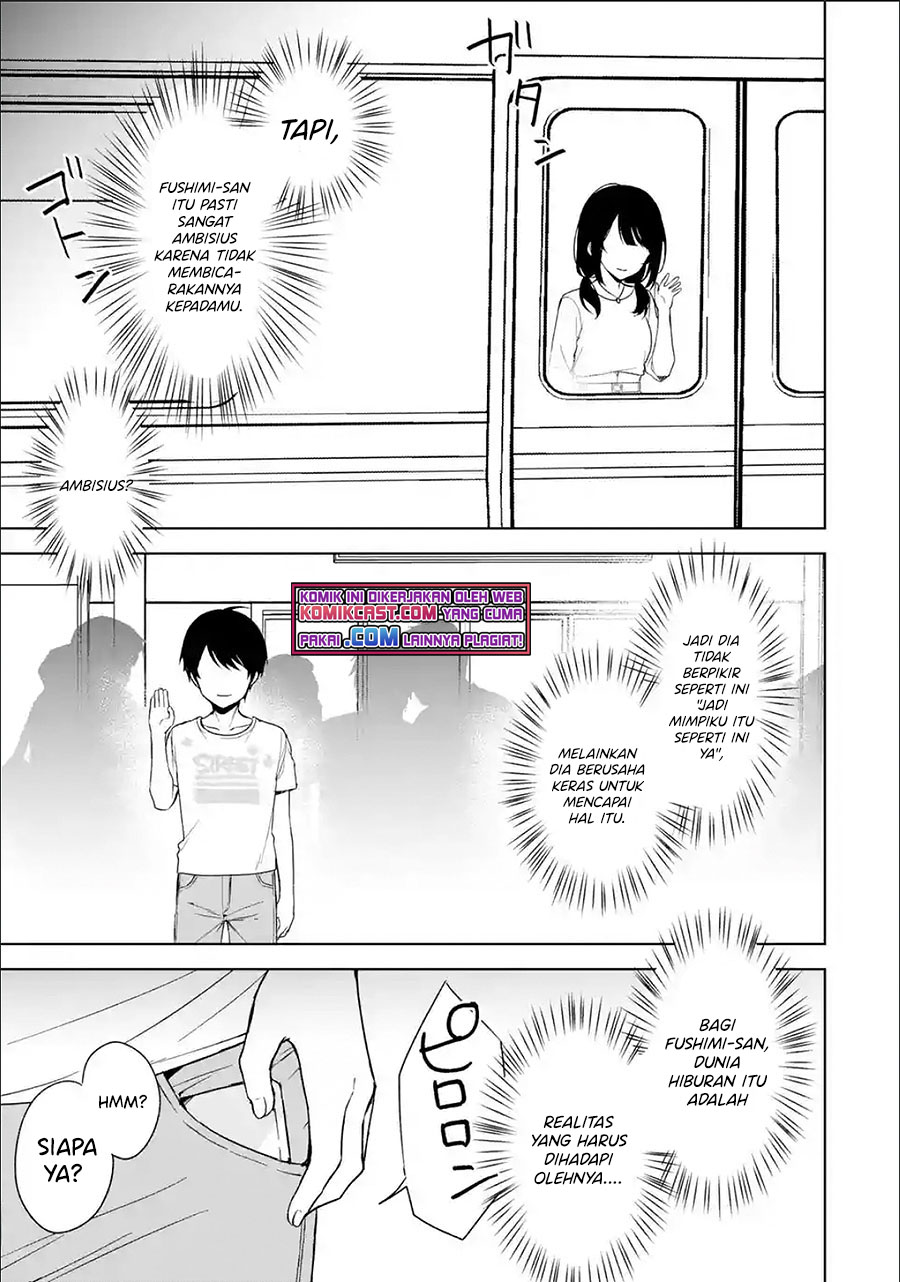 ガタン
ゴトン
TAPI,
FUSHIMI-SAN
ITU PASTI
SANGAT
AMBISIUS
KARENA TIDAK
MEMBICA-
RAKANNYA
KEPADAMU.
AMBISIUS?
KOMIK INI DIKERJAKAN OLEH WEB
KOMIKCAST.COM YANG CUMA
PAKAI .COM LAINNYA PLAGIAT!
STREET
JADI DIA
TIDAK
BERPIKIR
SEPERTI INI
"JADI
MIMPIKU ITU
SEPERTI INI
YA",
MELAINKAN
DIA BERUSAHA
KERAS UNTUK
MENCAPAI
HAL ITU.
BAGI
FUSHIMI-SAN,
DUNIA
HIBURAN ITU
ADALAH
REALITAS
YANG HARUS
DIHADAPI
OLEHNYA....
HMM?
SIAPA
YA?